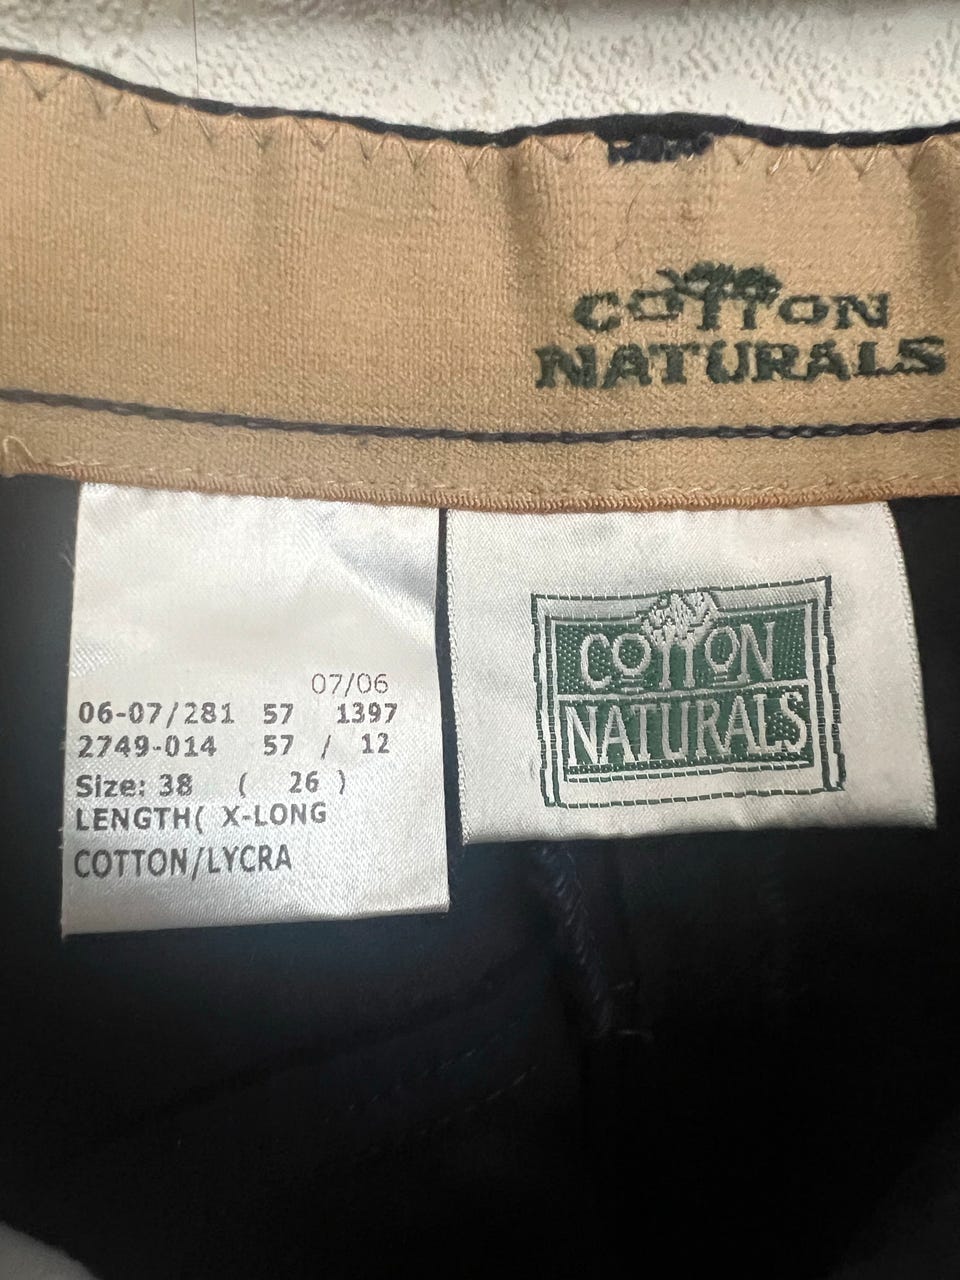 COTTON
NATURALS
07/06
06-07/281 57 1397
2749-014 57 / 12
Size: 38 ( 26 )
LENGTH( X-LONG
COTTON/LYCRA
COTTON
NATURALS